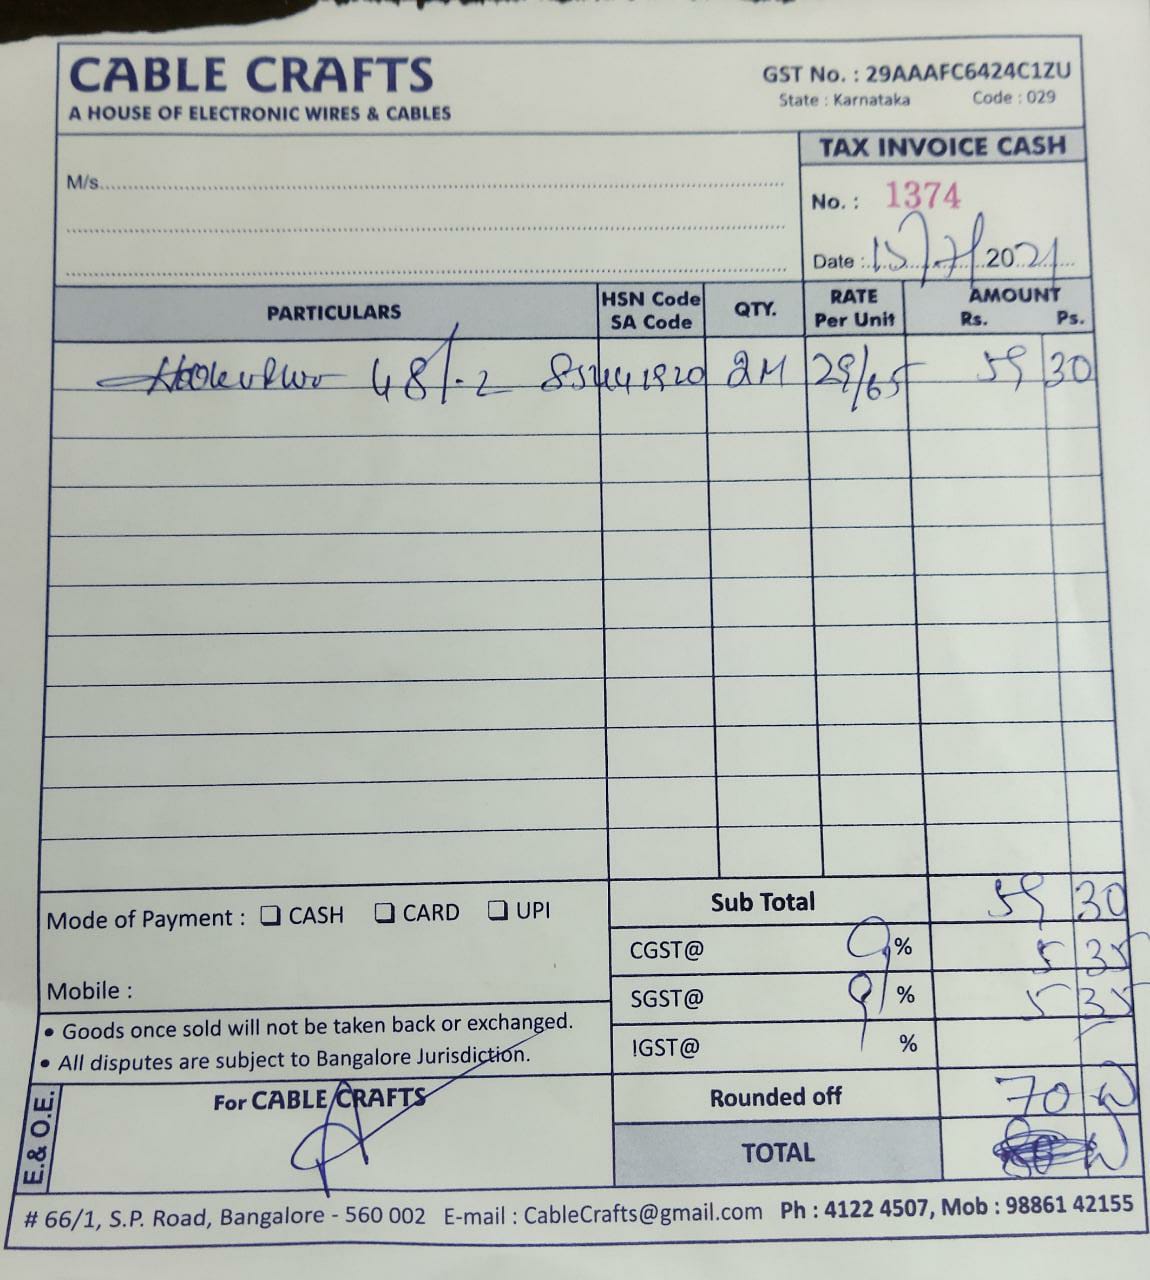 CABLE CRAFTS
A HOUSE OF ELECTRONIC WIRES & CABLES
GST No. : 29AAAFC6424C1ZU
State : Karnataka Code : 029
TAX INVOICE CASH
M/s.
No. : 1374
Date : 15/7/2021
PARTICULARS HSN Code SA Code QTY. RATE Per Unit AMOUNT Rs. Ps.
48/.2 2M 29/65 59 30
Mode of Payment : ❑ CASH ❑ CARD ❑ UPI
Mobile :
Sub Total 59 30
CGST@ 9% 5 35
SGST@ 9% 5 35
IGST@ %
• Goods once sold will not be taken back or exchanged.
• All disputes are subject to Bangalore Jurisdiction.
E.& O.E.
For CABLE CRAFTS
Rounded off 70
TOTAL
# 66/1, S.P. Road, Bangalore - 560 002 E-mail : CableCrafts@gmail.com Ph : 4122 4507, Mob : 98861 42155